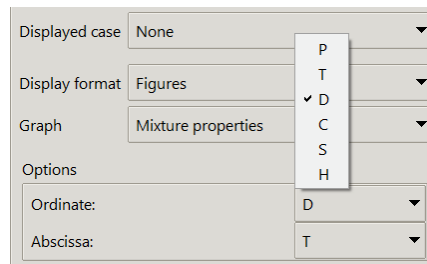 Displayed case None
P
T
Display format Figures
✓ D
Graph Mixture properties
C
S
Options
H
Ordinate: D
Abscissa: T